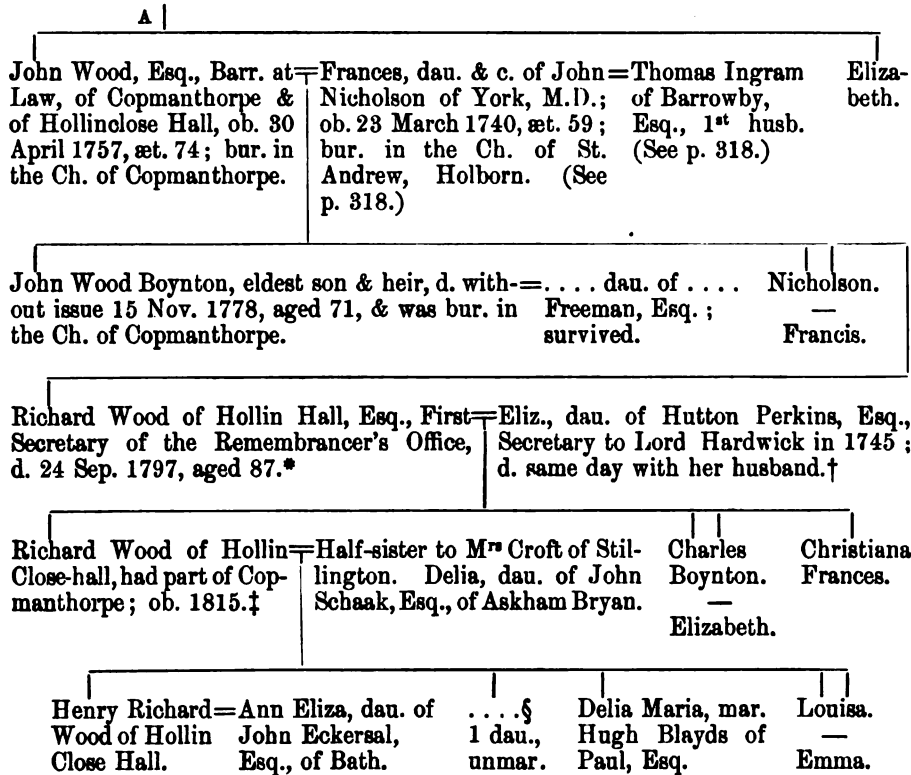 A
John Wood, Esq., Barr. at
Law, of Copmanthorpe &
of Hollinclose Hall, ob. 30
April 1757, æt. 74; bur. in
the Ch. of Copmanthorpe.
=Frances, dau. & c. of John
Nicholson of York, M.D.;
ob. 23 March 1740, æt. 59;
bur. in the Ch. of St.
Andrew, Holborn. (See
p. 318.)
=Thomas Ingram
of Barrowby,
Esq., 1st husb.
(See p. 318.)
Eliza-
beth.
John Wood Boynton, eldest son & heir, d. with-
out issue 15 Nov. 1778, aged 71, & was bur. in
the Ch. of Copmanthorpe.
=. . . . dau. of . . . .
Freeman, Esq.;
survived.
Nicholson.
—
Francis.
Richard Wood of Hollin Hall, Esq., First
Secretary of the Remembrancer's Office,
d. 24 Sep. 1797, aged 87.*
=Eliz., dau. of Hutton Perkins, Esq.,
Secretary to Lord Hardwick in 1745;
d. same day with her husband.†
Richard Wood of Hollin
Close-hall, had part of Cop-
manthorpe; ob. 1815.‡
=Half-sister to Mrs Croft of Stil-
lington. Delia, dau. of John
Schaak, Esq., of Askham Bryan.
Charles
Boynton.
—
Elizabeth.
Christiana
Frances.
Henry Richard
Wood of Hollin
Close Hall.
=Ann Eliza, dau. of
John Eckersal,
Esq., of Bath.
. . . .§
1 dau.,
unmar.
Delia Maria, mar.
Hugh Blayds of
Paul, Esq.
Louisa.
—
Emma.